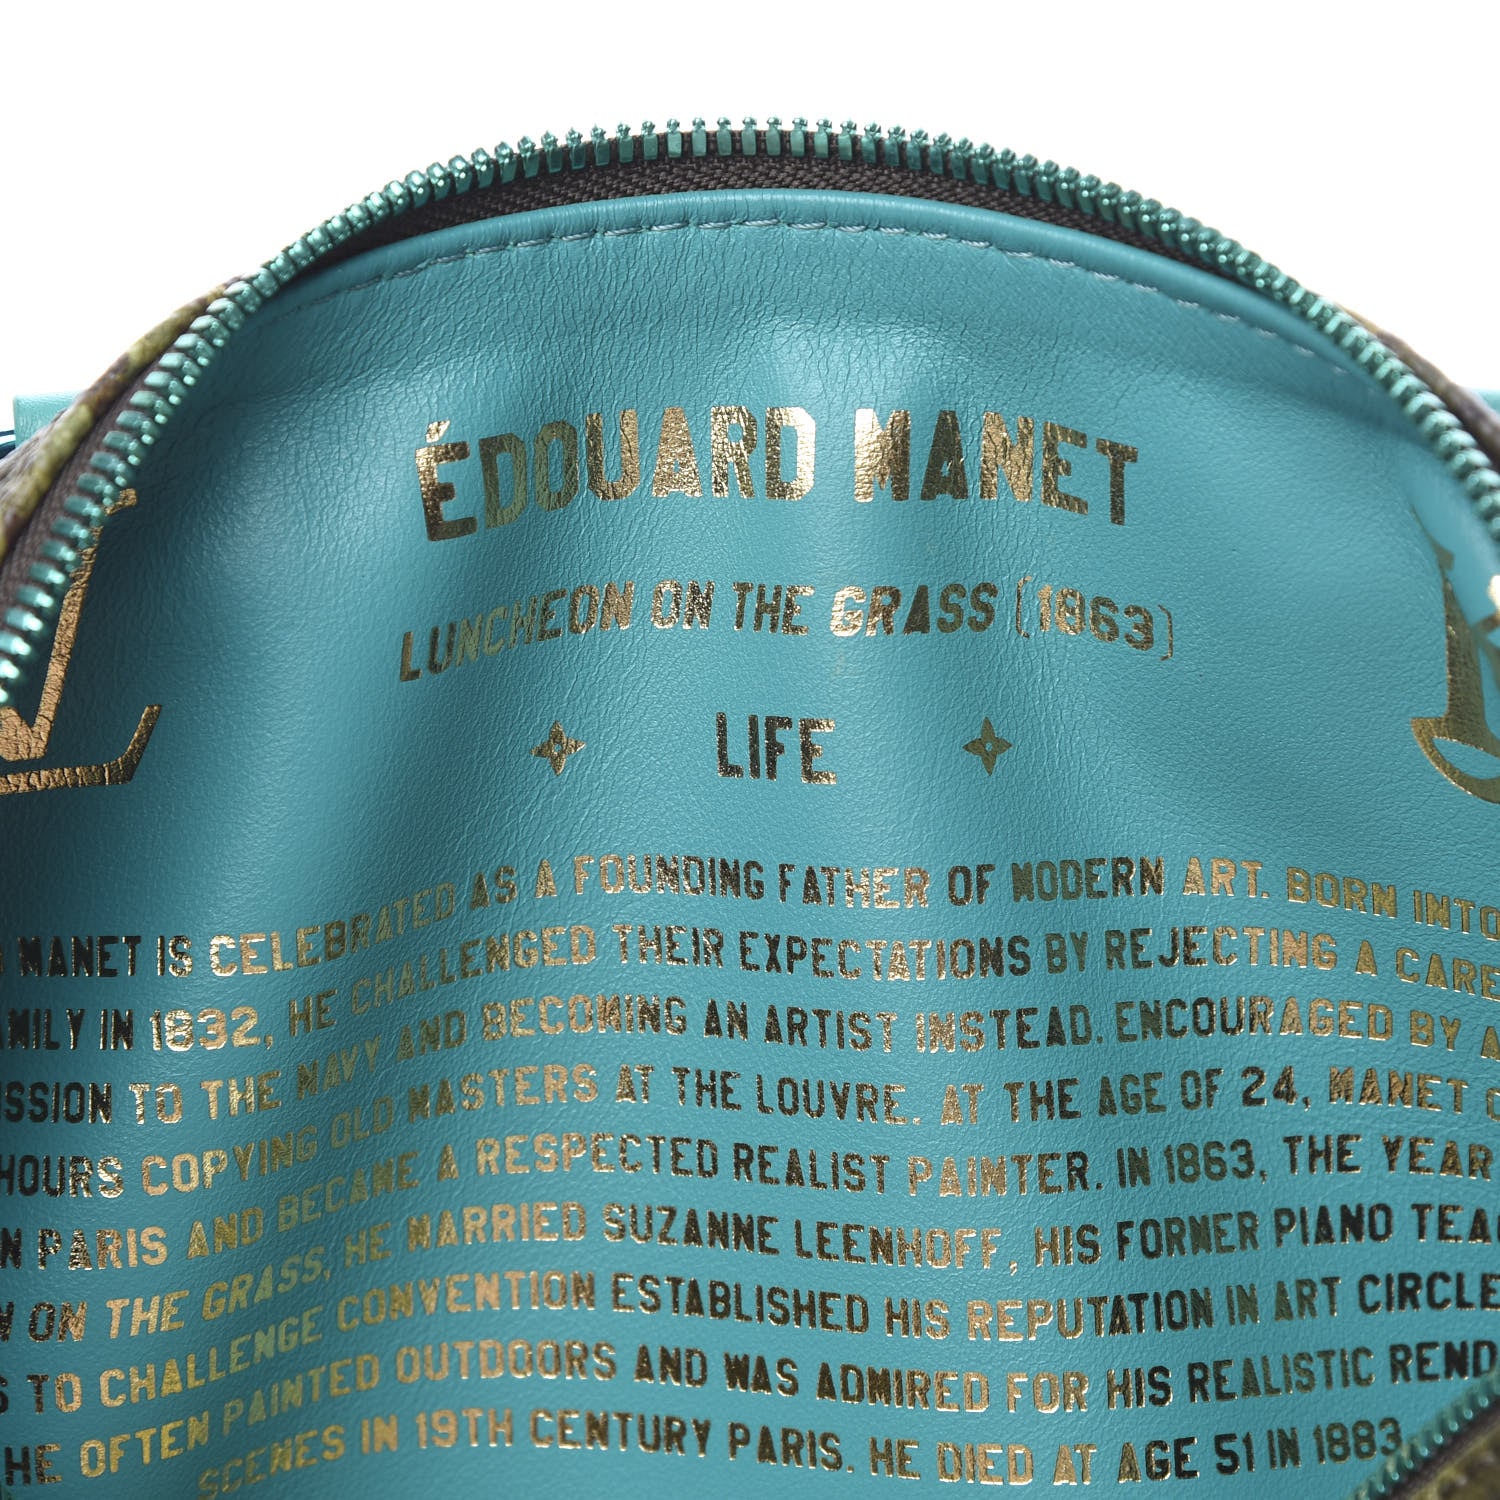 ÉDOUARD MANET
LUNCHEON ON THE GRASS (1863)
LIFE
MANET IS CELEBRATED AS A FOUNDING FATHER OF MODERN ART. BORN INTO
IN 1832, HE CHALLENGED THEIR EXPECTATIONS BY REJECTING A
TO THE NAVY AND BECOMING AN ARTIST INSTEAD. ENCOURAGED BY
HOURS COPYING OLD MASTERS AT THE LOUVRE. AT THE AGE OF 24, MANET
PARIS AND BECAME A RESPECTED REALIST PAINTER. IN 1863, THE YEAR
ON THE GRASS, HE MARRIED SUZANNE LEENHOFF, HIS FORMER PIANO
TO CHALLENGE CONVENTION ESTABLISHED HIS REPUTATION IN ART
HE OFTEN PAINTED OUTDOORS AND WAS ADMIRED FOR HIS REALISTIC
SCENES IN 19TH CENTURY PARIS. HE DIED AT AGE 51 IN 1883